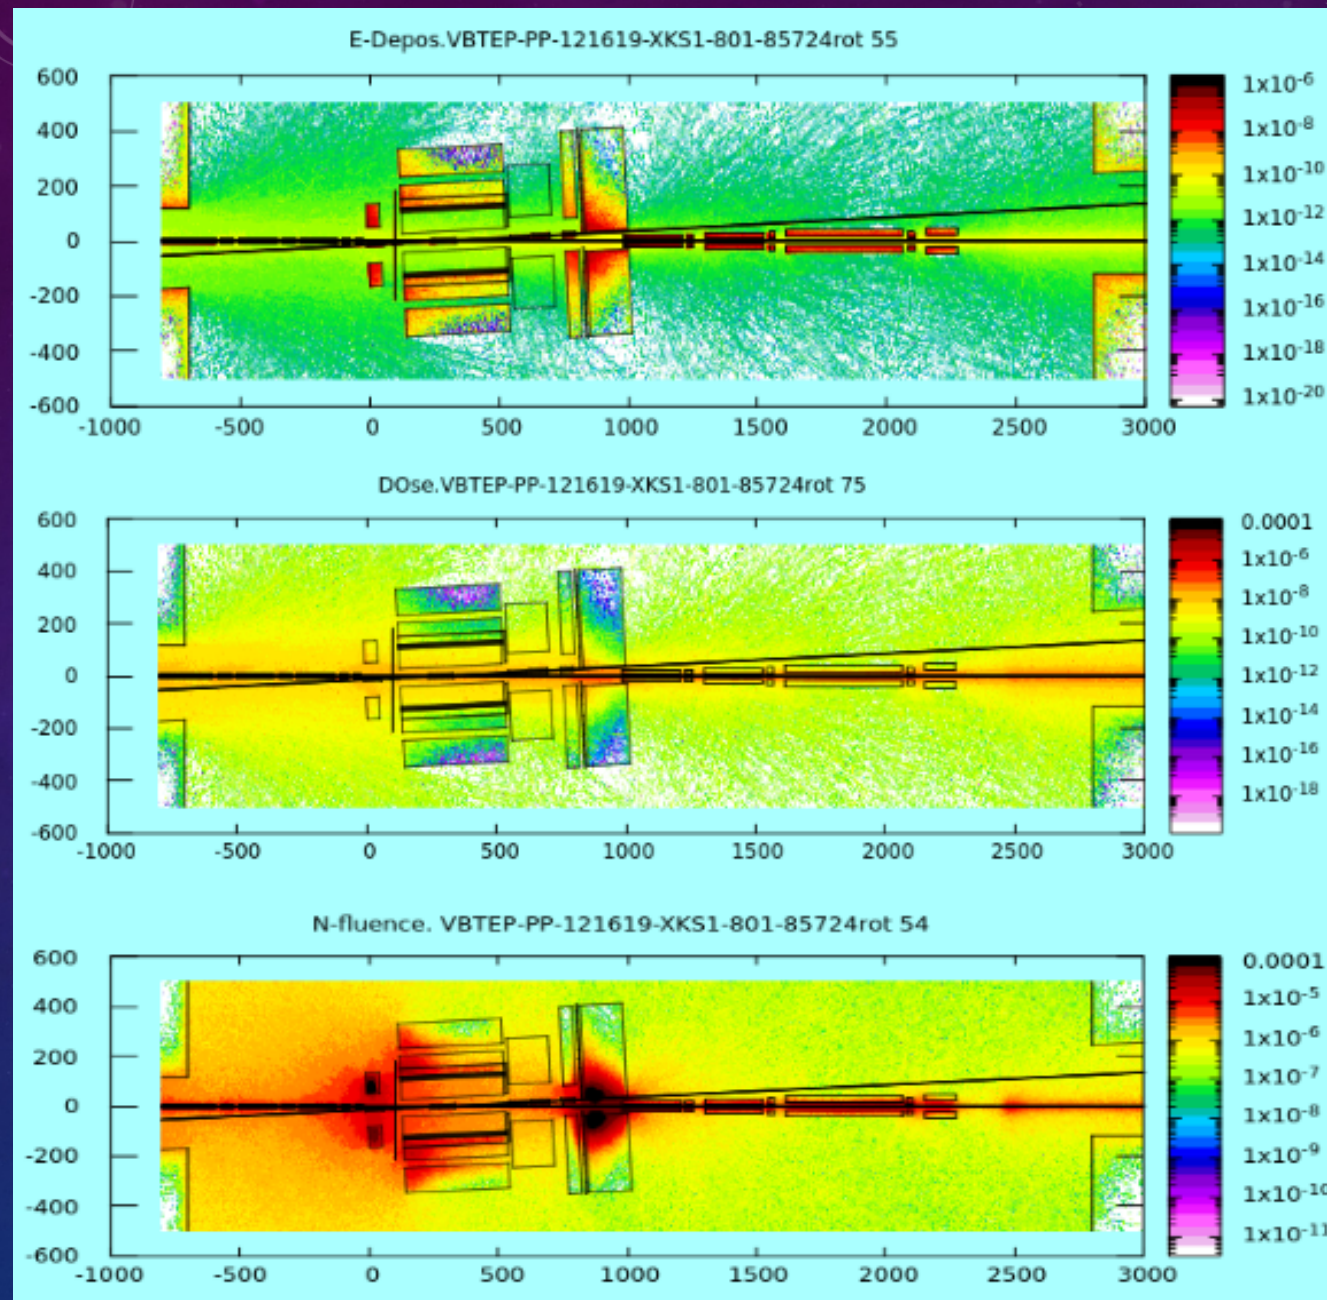 E-Depos.VBTEP-PP-121619-XKS1-801-85724rot 55
600
400
200
0
-200
-400
-600
-1000 -500 0 500 1000 1500 2000 2500 3000
1x10-6
1x10-8
1x10-10
1x10-12
1x10-14
1x10-16
1x10-18
1x10-20
DOse.VBTEP-PP-121619-XKS1-801-85724rot 75
600
400
200
0
-200
-400
-600
-1000 -500 0 500 1000 1500 2000 2500 3000
0.0001
1x10-6
1x10-8
1x10-10
1x10-12
1x10-14
1x10-16
1x10-18
N-fluence. VBTEP-PP-121619-XKS1-801-85724rot 54
600
400
200
0
-200
-400
-600
-1000 -500 0 500 1000 1500 2000 2500 3000
0.0001
1x10-5
1x10-6
1x10-7
1x10-8
1x10-9
1x10-10
1x10-11